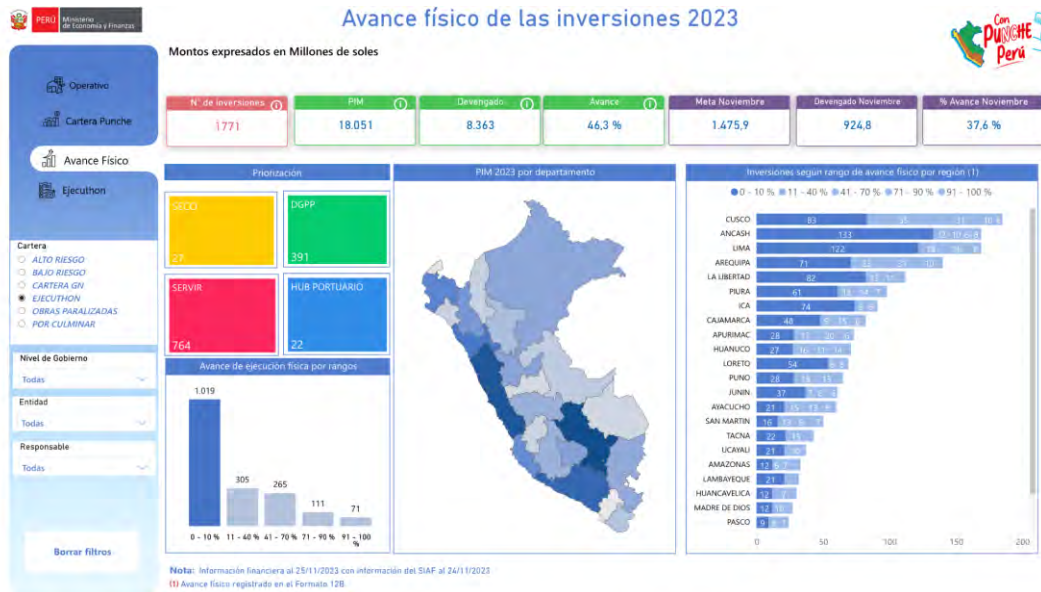 PERÚ
Ministerio
de Economía y Finanzas
Avance físico de las inversiones 2023
Con
PUNCHE
Perú
Montos expresados en Millones de soles
Operativo
Cartera Punche
Avance Físico
Ejecuthon
N° de inversiones
1771
PIM
18.051
Devengado
8.363
Avance
46,3 %
Meta Noviembre
1.475,9
Devengado Noviembre
924,8
% Avance Noviembre
37,6 %
Cartera
ALTO RIESGO
BAJO RIESGO
CARTERA GN
EJECUTHON
OBRAS PARALIZADAS
POR CULMINAR
Nivel de Gobierno
Todas
Entidad
Todas
Responsable
Todas
Borrar filtros
Priorización
27
DGPP
391
SERVIR
764
HUB PORTUARIO
22
Avance de ejecución física por rangos
1.019
305
265
111
71
0 - 10 %
11 - 40 %
41 - 70 %
71 - 90 %
91 - 100
%
PIM 2023 por departamento
Inversiones según rango de avance físico por región (1)
0 - 10 % 11 - 40 % 41 - 70 % 71 - 90 % 91 - 100 %
CUSCO 83
ANCASH 133
LIMA 122
AREQUIPA 71
LA LIBERTAD 82
PIURA 61
ICA 74
CAJAMARCA 48
APURIMAC 28
HUANUCO 27
LORETO 54
PUNO 28
JUNIN 37
AYACUCHO 21
SAN MARTIN 16
TACNA 22
UCAYALI 21
AMAZONAS 12
LAMBAYEQUE 21
HUANCAVELICA 12
MADRE DE DIOS 12
PASCO 9
0 50 100 150 200
Nota: Información financiera al 25/11/2023 con información del SIAF al 24/11/2023
(1) Avance físico registrado en el Formato 12B.